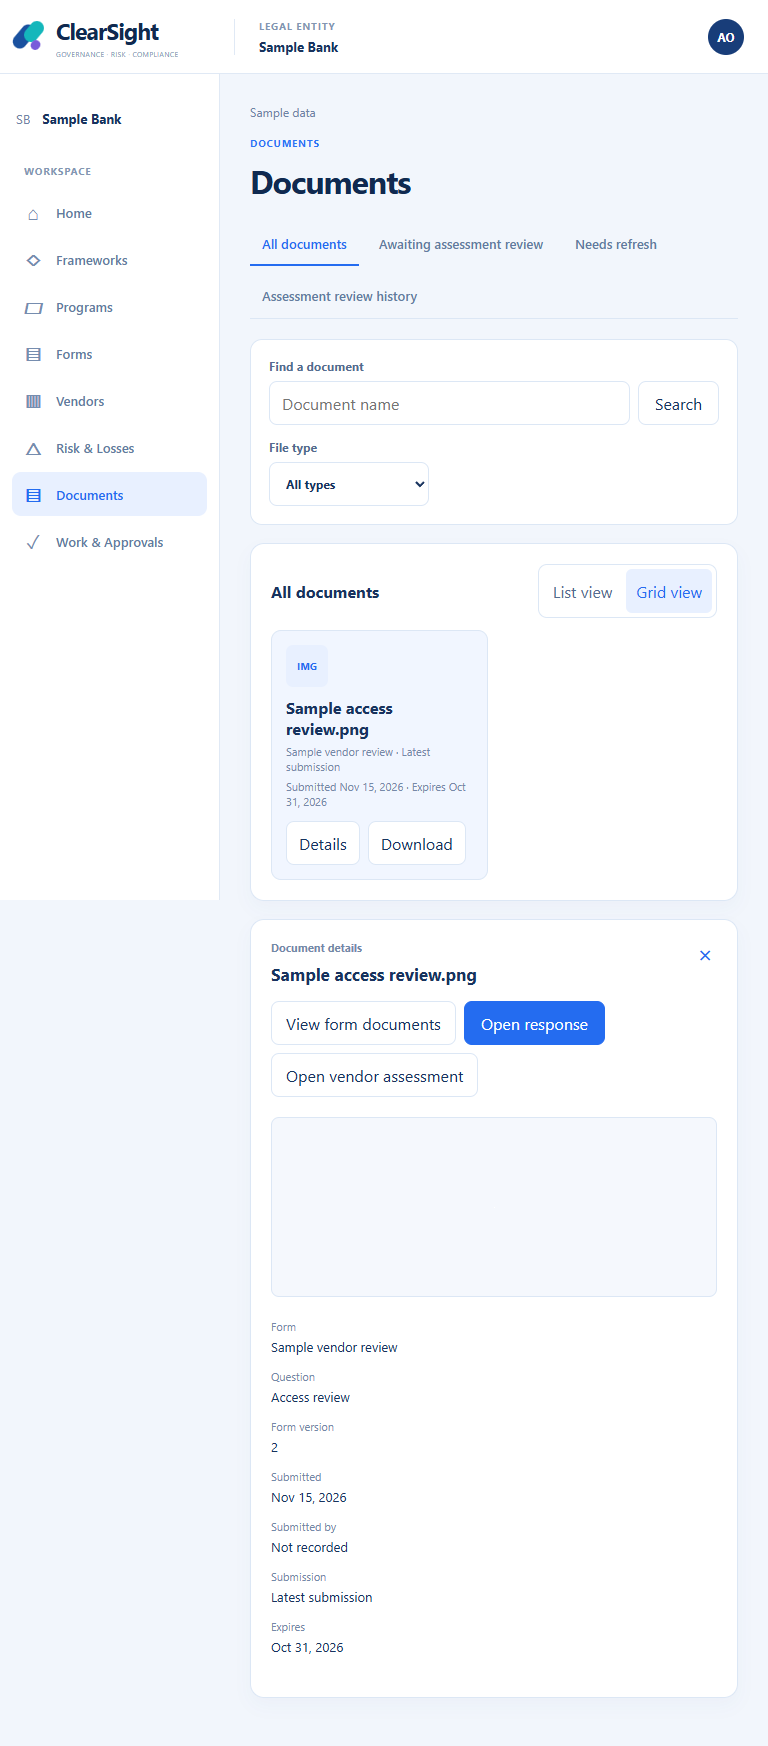 ClearSight
GOVERNANCE · RISK · COMPLIANCE
LEGAL ENTITY
Sample Bank
AO
SB Sample Bank
WORKSPACE
Home
Frameworks
Programs
Forms
Vendors
Risk & Losses
Documents
Work & Approvals
Sample data
DOCUMENTS
Documents
All documents
Awaiting assessment review
Needs refresh
Assessment review history
Find a document
Document name
Search
File type
All types
All documents
List view
Grid view
IMG
Sample access
review.png
Sample vendor review · Latest
submission
Submitted Nov 15, 2026 · Expires Oct
31, 2026
Details
Download
Document details
Sample access review.png
View form documents
Open response
Open vendor assessment
Form
Sample vendor review
Question
Access review
Form version
2
Submitted
Nov 15, 2026
Submitted by
Not recorded
Submission
Latest submission
Expires
Oct 31, 2026